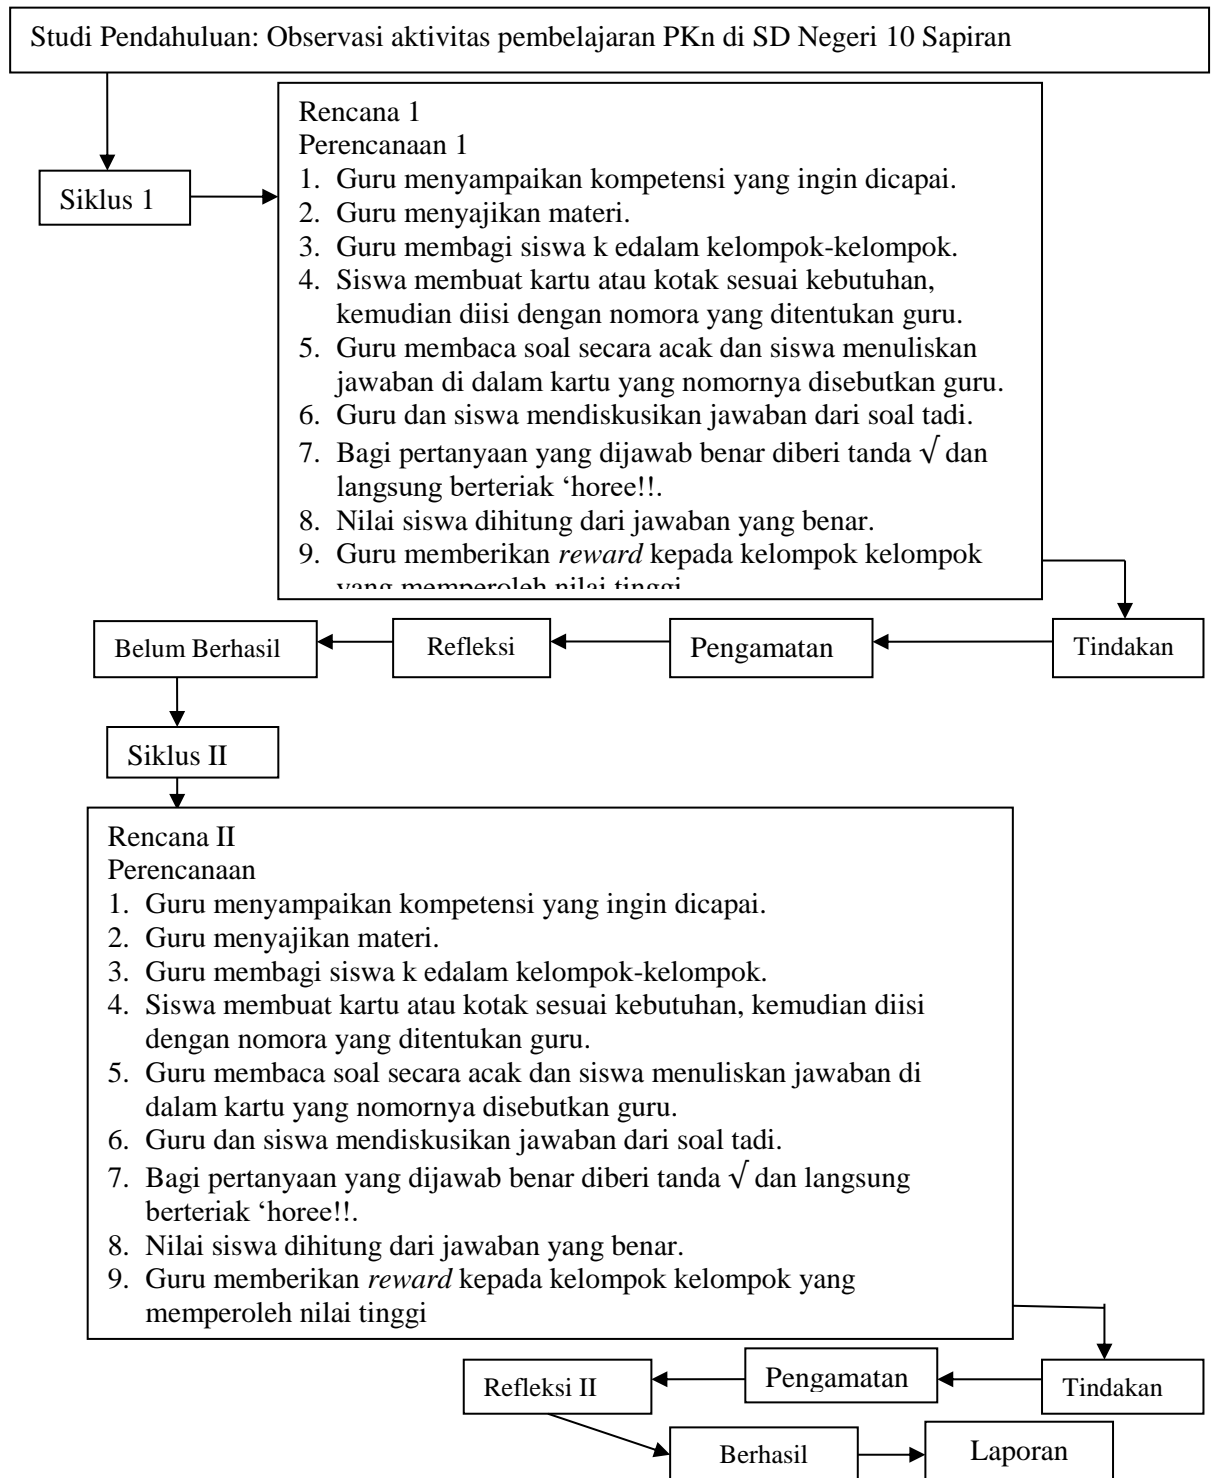 Studi Pendahuluan: Observasi aktivitas pembelajaran PKn di SD Negeri 10 Sapiran
Siklus 1
Rencana 1
Perencanaan 1
1. Guru menyampaikan kompetensi yang ingin dicapai.
2. Guru menyajikan materi.
3. Guru membagi siswa k edalam kelompok-kelompok.
4. Siswa membuat kartu atau kotak sesuai kebutuhan,
kemudian diisi dengan nomora yang ditentukan guru.
5. Guru membaca soal secara acak dan siswa menuliskan
jawaban di dalam kartu yang nomornya disebutkan guru.
6. Guru dan siswa mendiskusikan jawaban dari soal tadi.
7. Bagi pertanyaan yang dijawab benar diberi tanda √ dan
langsung berteriak ‘horee!!.
8. Nilai siswa dihitung dari jawaban yang benar.
9. Guru memberikan reward kepada kelompok kelompok
yang memperoleh nilai tinggi
Tindakan
Pengamatan
Refleksi
Belum Berhasil
Siklus II
Rencana II
Perencanaan
1. Guru menyampaikan kompetensi yang ingin dicapai.
2. Guru menyajikan materi.
3. Guru membagi siswa k edalam kelompok-kelompok.
4. Siswa membuat kartu atau kotak sesuai kebutuhan, kemudian diisi
dengan nomora yang ditentukan guru.
5. Guru membaca soal secara acak dan siswa menuliskan jawaban di
dalam kartu yang nomornya disebutkan guru.
6. Guru dan siswa mendiskusikan jawaban dari soal tadi.
7. Bagi pertanyaan yang dijawab benar diberi tanda √ dan langsung
berteriak ‘horee!!.
8. Nilai siswa dihitung dari jawaban yang benar.
9. Guru memberikan reward kepada kelompok kelompok yang
memperoleh nilai tinggi
Tindakan
Pengamatan
Refleksi II
Berhasil
Laporan